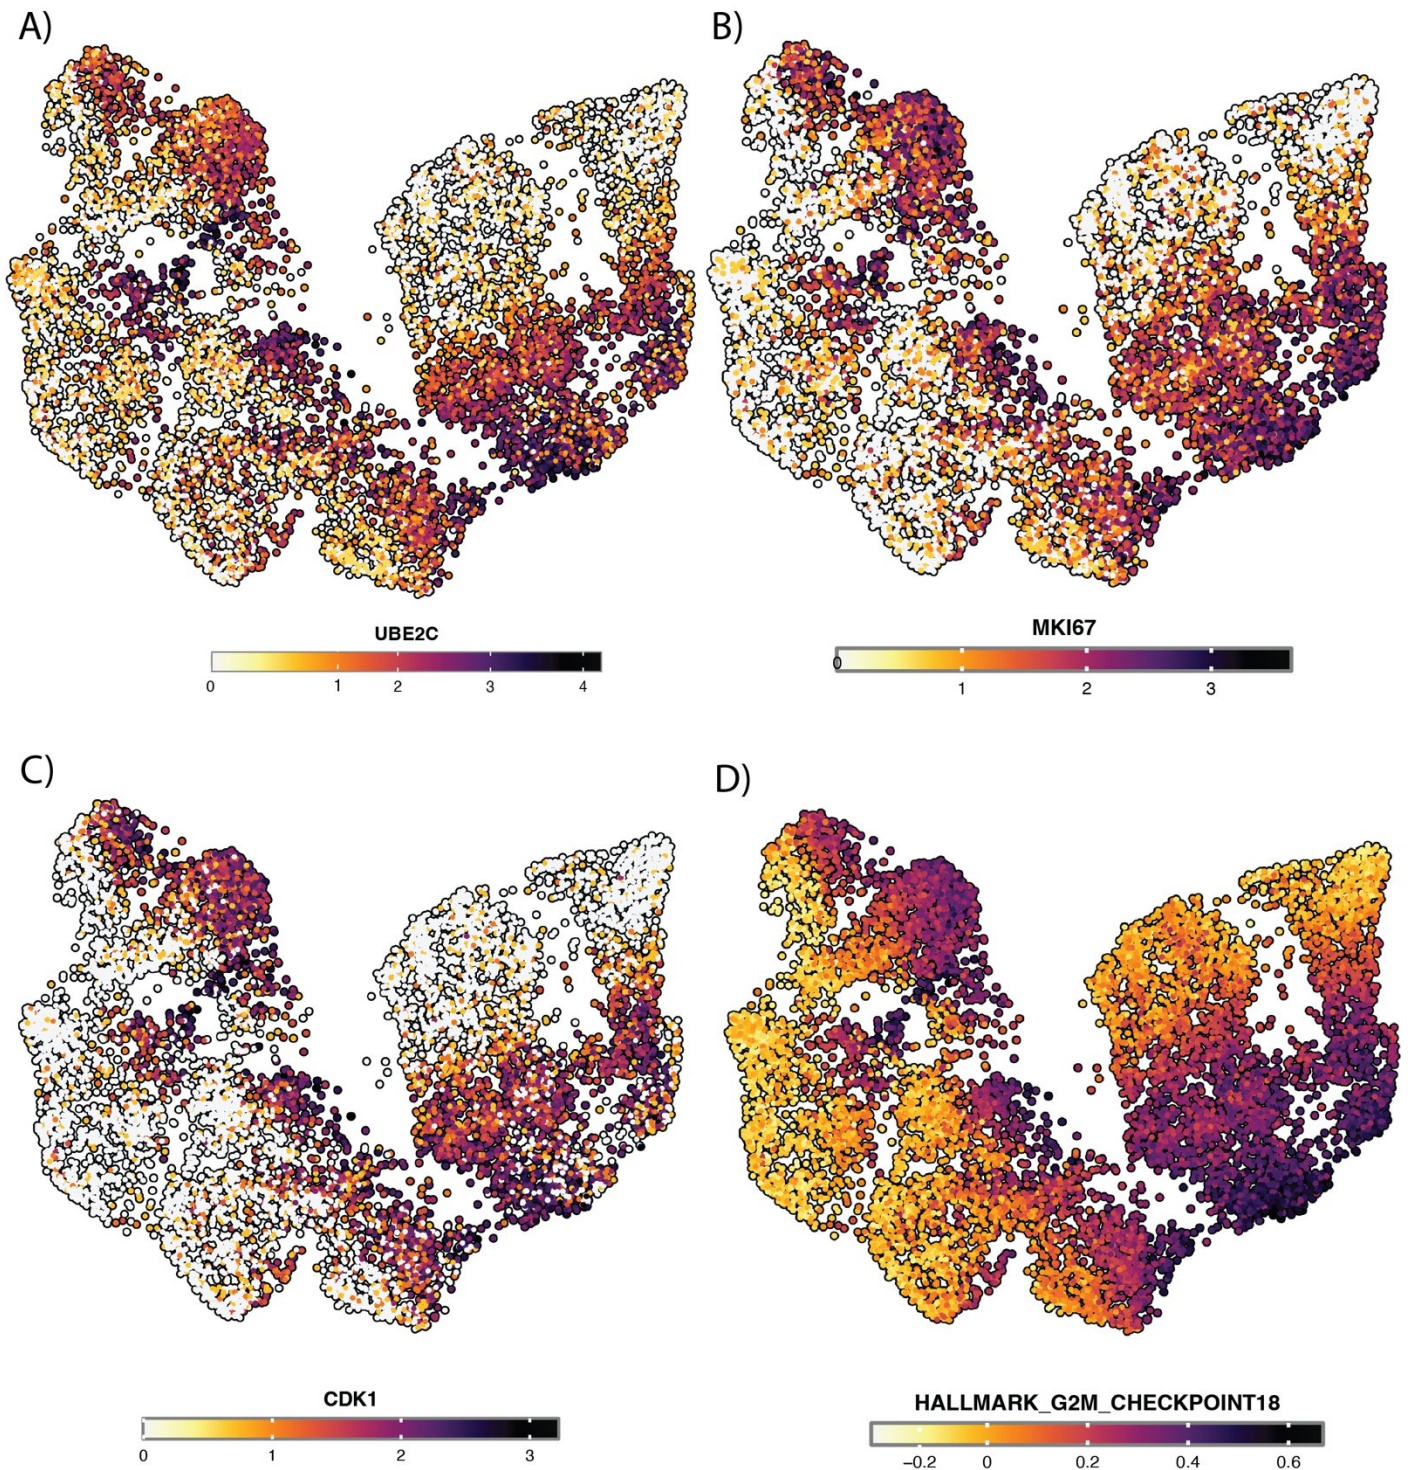 A)
B)
UBE2C
0 1 2 3 4
MKI67
0 1 2 3
C)
D)
CDK1
0 1 2 3
HALLMARK_G2M_CHECKPOINT18
−0.2 0 0.2 0.4 0.6